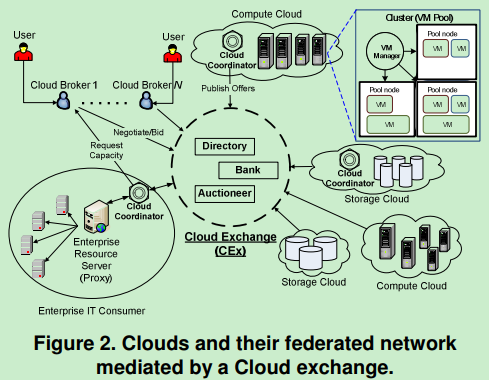 User
User
Cloud Broker 1
Cloud Broker N
Compute Cloud
Cloud
Coordinator
Publish Offers
Cluster (VM Pool)
VM
Manager
Pool node
VM
VM
VM
Pool node
VM
VM
VM
Pool node
VM
VM
VM
Negotiate/Bid
Request
Capacity
Directory
Bank
Auctioneer
Cloud Exchange
(CEx)
Cloud
Coordinator
Storage Cloud
Cloud
Coordinator
Enterprise
Resource
Server
(Proxy)
Enterprise IT Consumer
Storage Cloud
Compute Cloud
Figure 2. Clouds and their federated network
mediated by a Cloud exchange.